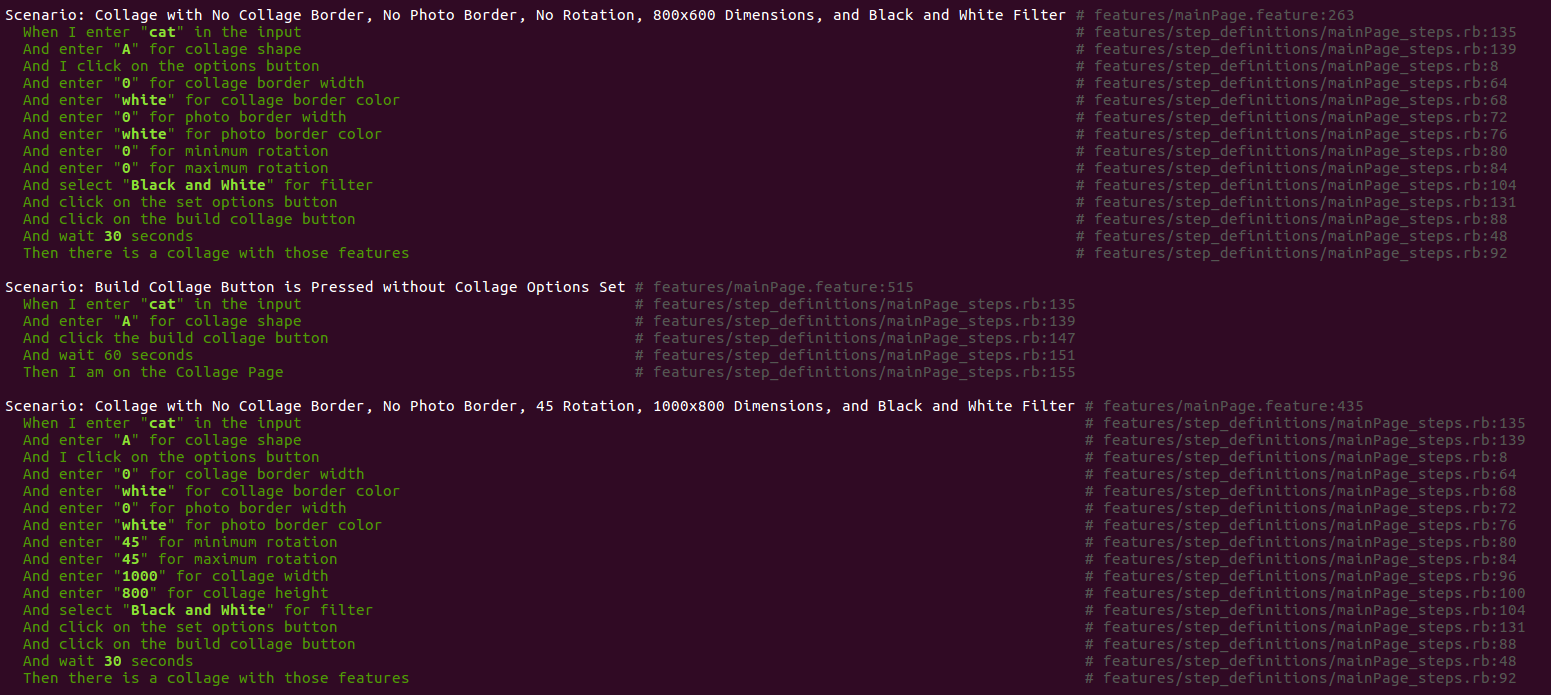 Scenario: Collage with No Collage Border, No Photo Border, No Rotation, 800x600 Dimensions, and Black and White Filter # features/mainPage.feature:263
When I enter "cat" in the input # features/step_definitions/mainPage_steps.rb:135
And enter "A" for collage shape # features/step_definitions/mainPage_steps.rb:139
And I click on the options button # features/step_definitions/mainPage_steps.rb:8
And enter "0" for collage border width # features/step_definitions/mainPage_steps.rb:64
And enter "white" for collage border color # features/step_definitions/mainPage_steps.rb:68
And enter "0" for photo border width # features/step_definitions/mainPage_steps.rb:72
And enter "white" for photo border color # features/step_definitions/mainPage_steps.rb:76
And enter "0" for minimum rotation # features/step_definitions/mainPage_steps.rb:80
And enter "0" for maximum rotation # features/step_definitions/mainPage_steps.rb:84
And select "Black and White" for filter # features/step_definitions/mainPage_steps.rb:104
And click on the set options button # features/step_definitions/mainPage_steps.rb:131
And click on the build collage button # features/step_definitions/mainPage_steps.rb:88
And wait 30 seconds # features/step_definitions/mainPage_steps.rb:48
Then there is a collage with those features # features/step_definitions/mainPage_steps.rb:92
Scenario: Build Collage Button is Pressed without Collage Options Set # features/mainPage.feature:515
When I enter "cat" in the input # features/step_definitions/mainPage_steps.rb:135
And enter "A" for collage shape # features/step_definitions/mainPage_steps.rb:139
And click the build collage button # features/step_definitions/mainPage_steps.rb:147
And wait 60 seconds # features/step_definitions/mainPage_steps.rb:151
Then I am on the Collage Page # features/step_definitions/mainPage_steps.rb:155
Scenario: Collage with No Collage Border, No Photo Border, 45 Rotation, 1000x800 Dimensions, and Black and White Filter # features/mainPage.feature:435
When I enter "cat" in the input # features/step_definitions/mainPage_steps.rb:135
And enter "A" for collage shape # features/step_definitions/mainPage_steps.rb:139
And I click on the options button # features/step_definitions/mainPage_steps.rb:8
And enter "0" for collage border width # features/step_definitions/mainPage_steps.rb:64
And enter "white" for collage border color # features/step_definitions/mainPage_steps.rb:68
And enter "0" for photo border width # features/step_definitions/mainPage_steps.rb:72
And enter "white" for photo border color # features/step_definitions/mainPage_steps.rb:76
And enter "45" for minimum rotation # features/step_definitions/mainPage_steps.rb:80
And enter "45" for maximum rotation # features/step_definitions/mainPage_steps.rb:84
And enter "1000" for collage width # features/step_definitions/mainPage_steps.rb:96
And enter "800" for collage height # features/step_definitions/mainPage_steps.rb:100
And select "Black and White" for filter # features/step_definitions/mainPage_steps.rb:104
And click on the set options button # features/step_definitions/mainPage_steps.rb:131
And click on the build collage button # features/step_definitions/mainPage_steps.rb:88
And wait 30 seconds # features/step_definitions/mainPage_steps.rb:48
Then there is a collage with those features # features/step_definitions/mainPage_steps.rb:92